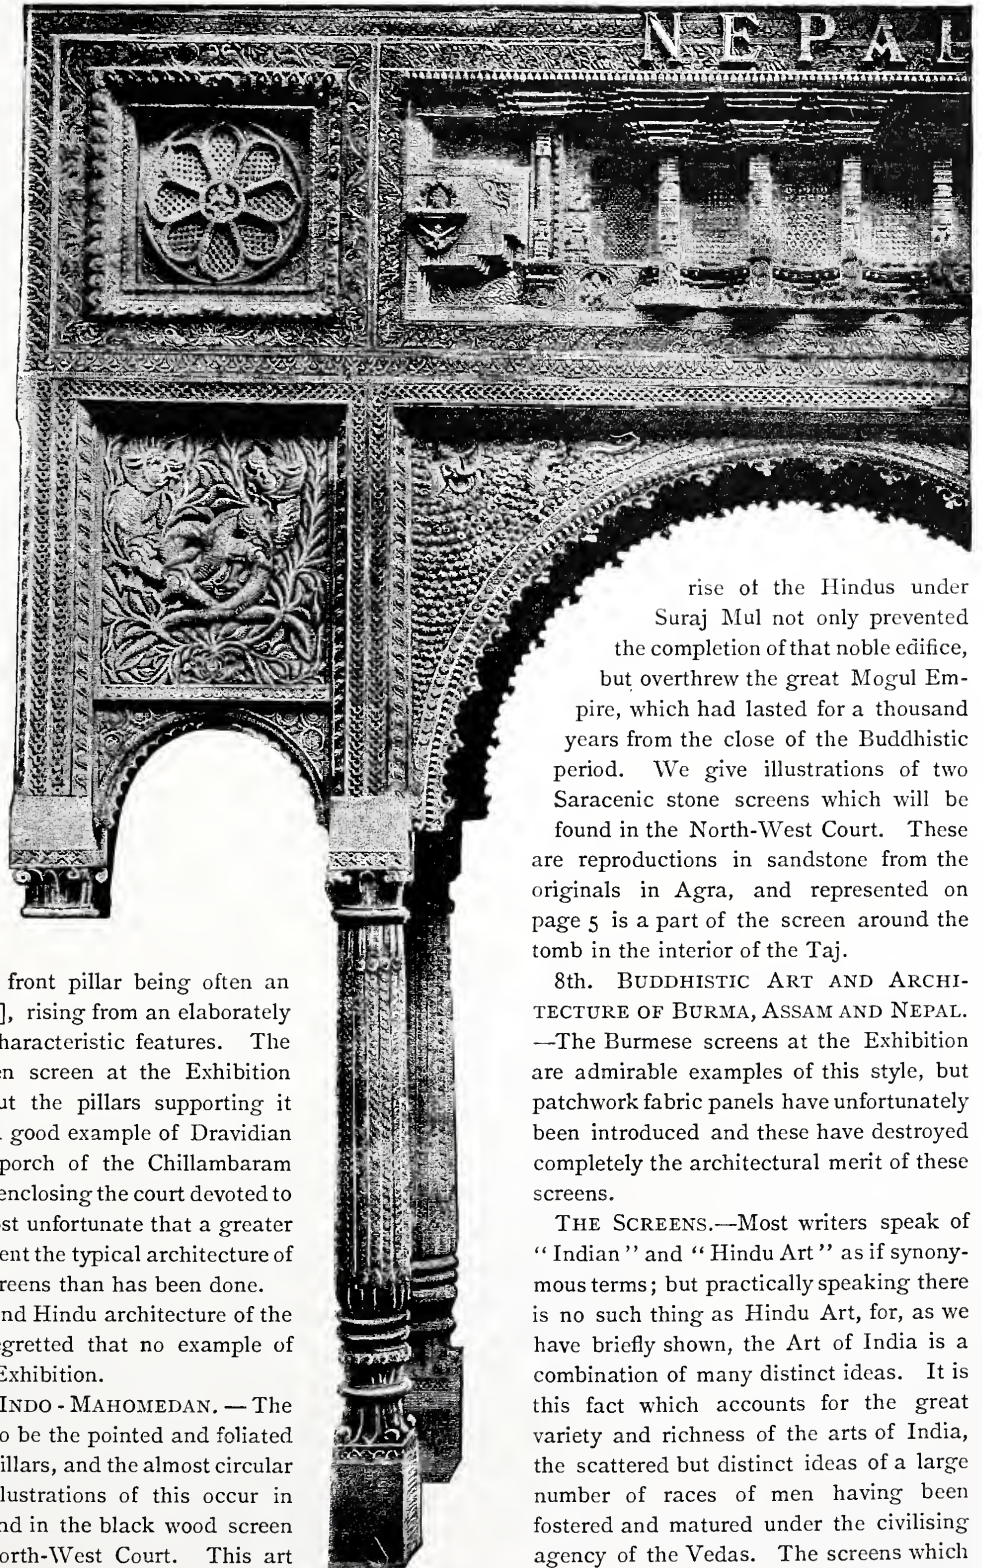 NEPAL
front pillar being often an
], rising from an elaborately
haracteristic features. The
en screen at the Exhibition
ut the pillars supporting it
good example of Dravidian
porch of the Chillambaram
enclosing the court devoted to
st unfortunate that a greater
ent the typical architecture of
reens than has been done.
nd Hindu architecture of the
egretted that no example of
Exhibition.
INDO-MAHOMEDAN. — The
o be the pointed and foliated
illars, and the almost circular
llustrations of this occur in
nd in the black wood screen
orth-West Court. This art
rise of the Hindus under
Suraj Mul not only prevented
the completion of that noble edifice,
but overthrew the great Mogul Em-
pire, which had lasted for a thousand
years from the close of the Buddhistic
period. We give illustrations of two
Saracenic stone screens which will be
found in the North-West Court. These
are reproductions in sandstone from the
originals in Agra, and represented on
page 5 is a part of the screen around the
tomb in the interior of the Taj.
8th. BUDDHISTIC ART AND ARCHI-
TECTURE OF BURMA, ASSAM AND NEPAL.
—The Burmese screens at the Exhibition
are admirable examples of this style, but
patchwork fabric panels have unfortunately
been introduced and these have destroyed
completely the architectural merit of these
screens.
THE SCREENS.—Most writers speak of
“Indian” and “Hindu Art” as if synony-
mous terms; but practically speaking there
is no such thing as Hindu Art, for, as we
have briefly shown, the Art of India is a
combination of many distinct ideas. It is
this fact which accounts for the great
variety and richness of the arts of India,
the scattered but distinct ideas of a large
number of races of men having been
fostered and matured under the civilising
agency of the Vedas. The screens which